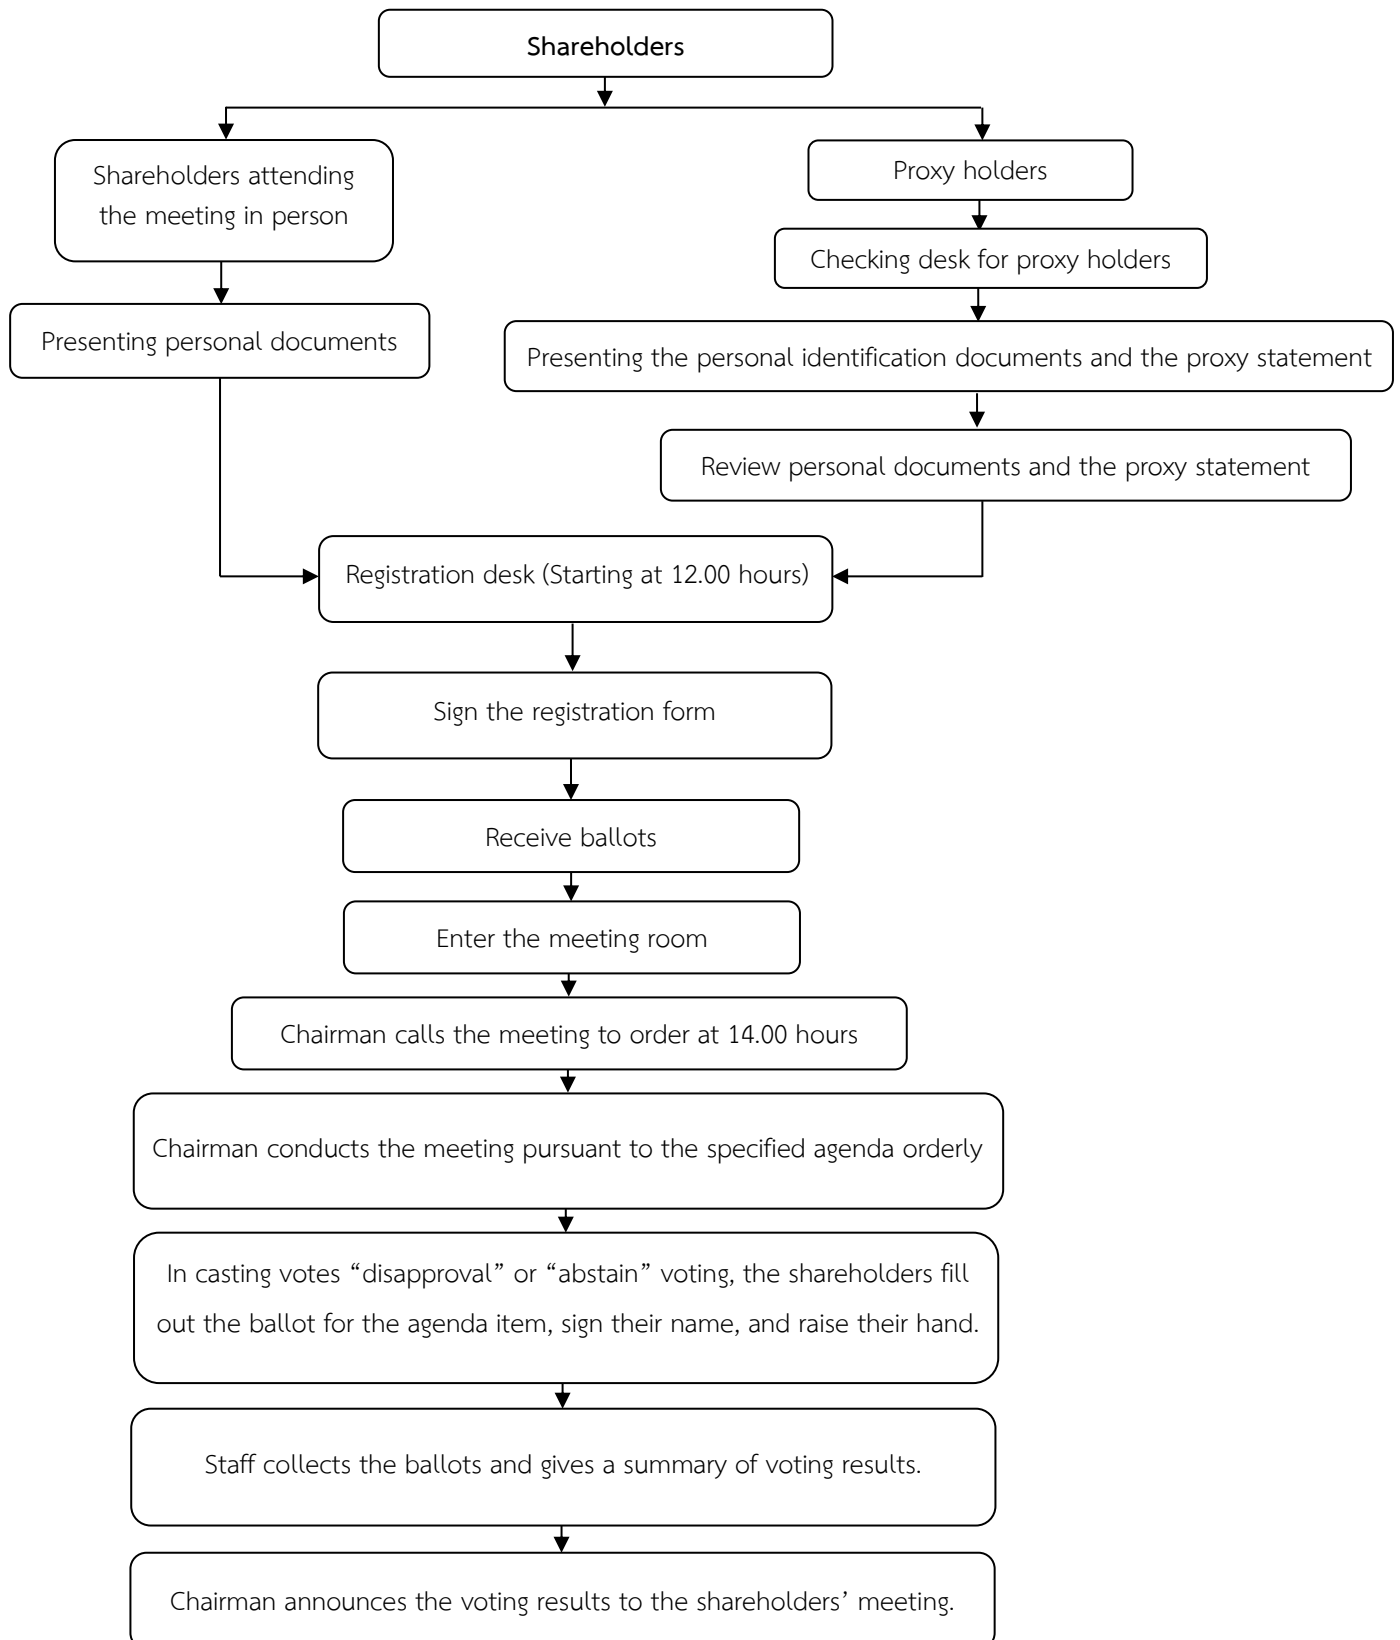 Shareholders
Shareholders attending
the meeting in person
Proxy holders
Checking desk for proxy holders
Presenting personal documents
Presenting the personal identification documents and the proxy statement
Review personal documents and the proxy statement
Registration desk (Starting at 12.00 hours)
Sign the registration form
Receive ballots
Enter the meeting room
Chairman calls the meeting to order at 14.00 hours
Chairman conducts the meeting pursuant to the specified agenda orderly
In casting votes “disapproval” or “abstain” voting, the shareholders fill
out the ballot for the agenda item, sign their name, and raise their hand.
Staff collects the ballots and gives a summary of voting results.
Chairman announces the voting results to the shareholders’ meeting.